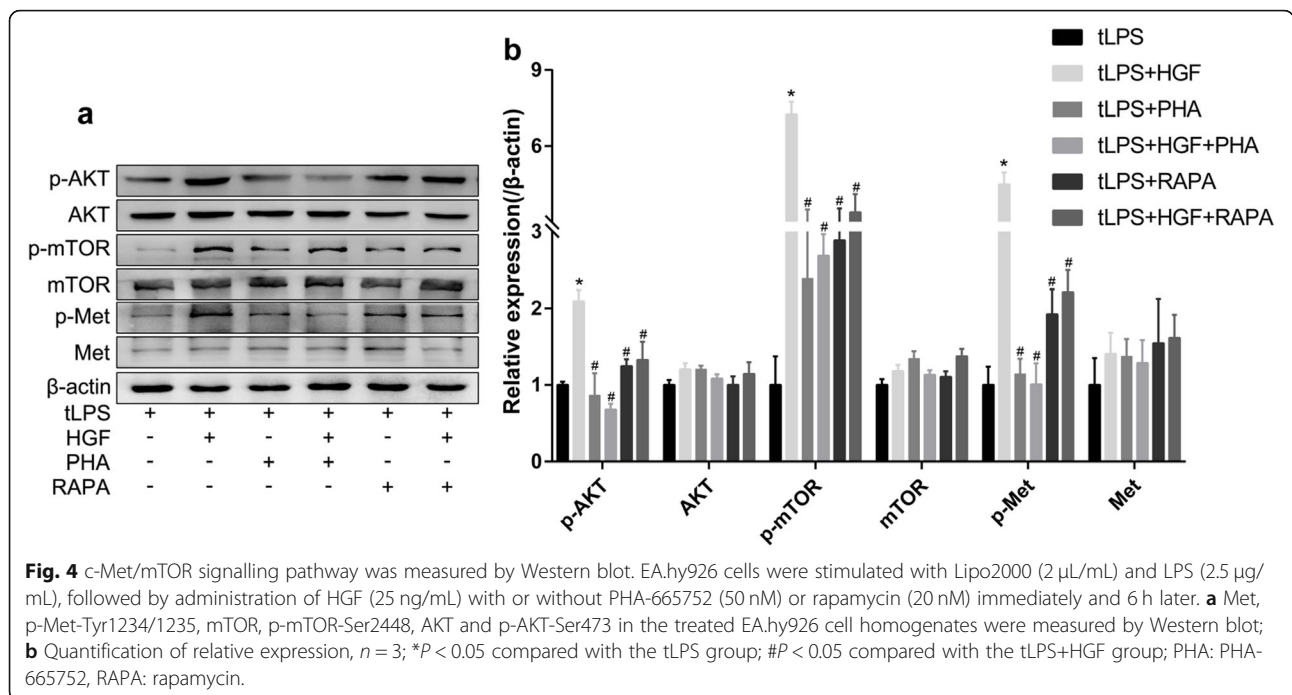 a
p-AKT
AKT
p-mTOR
mTOR
p-Met
Met
β-actin
tLPS + + + + + +
HGF - + - + - +
PHA - - + + - -
RAPA - - - - + +
b
Relative expression(/β-actin)
9
6
3
3
2
1
0
* # # # #
* # # # #
* # # # #
p-AKT
AKT
p-mTOR
mTOR
p-Met
Met
tLPS
tLPS+HGF
tLPS+PHA
tLPS+HGF+PHA
tLPS+RAPA
tLPS+HGF+RAPA
Fig. 4 c-Met/mTOR signalling pathway was measured by Western blot. EA.hy926 cells were stimulated with Lipo2000 (2 μL/mL) and LPS (2.5 μg/
mL), followed by administration of HGF (25 ng/mL) with or without PHA-665752 (50 nM) or rapamycin (20 nM) immediately and 6 h later. a Met,
p-Met-Tyr1234/1235, mTOR, p-mTOR-Ser2448, AKT and p-AKT-Ser473 in the treated EA.hy926 cell homogenates were measured by Western blot;
b Quantification of relative expression, n = 3; *P < 0.05 compared with the tLPS group; #P < 0.05 compared with the tLPS+HGF group; PHA: PHA-
665752, RAPA: rapamycin.